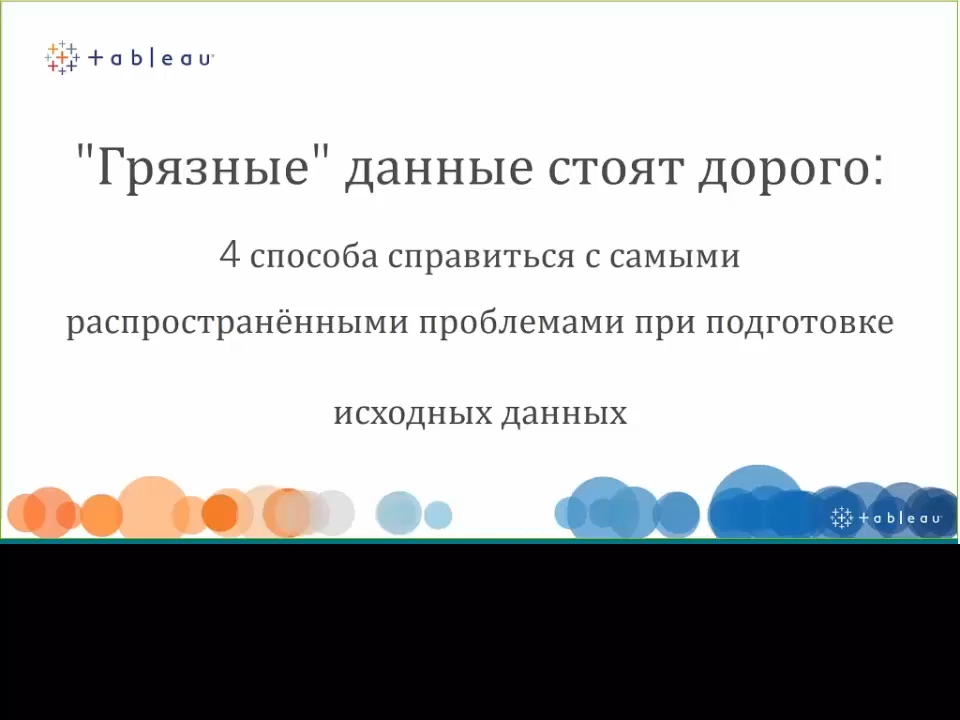 +ableau
"Грязные" данные стоят дорого:
4 способа справиться с самыми
распространёнными проблемами при подготовке
исходных данных
+ableau